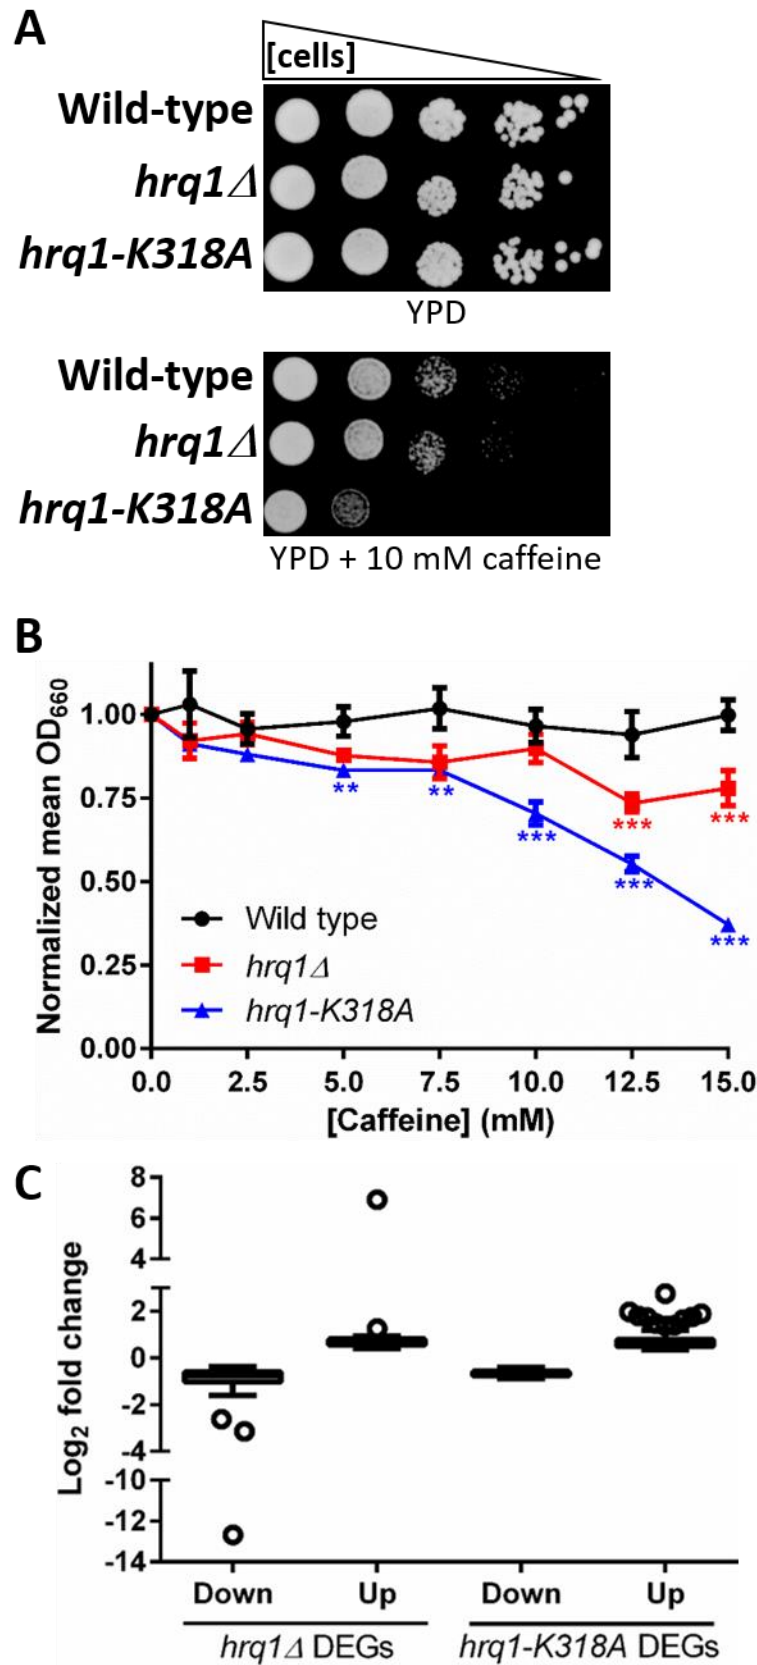 A
[cells]
Wild-type
hrq1Δ
hrq1-K318A
YPD
Wild-type
hrq1Δ
hrq1-K318A
YPD + 10 mM caffeine
B
Normalized mean OD660
1.00
0.75
0.50
0.25
0.00
** **
***
*** ***
***
***
Wild type
hrq1Δ
hrq1-K318A
0.0 2.5 5.0 7.5 10.0 12.5 15.0
[Caffeine] (mM)
C
Log2 fold change
8
6
4
2
0
-2
-4
-10
-12
-14
Down Up Down Up
hrq1Δ DEGs hrq1-K318A DEGs